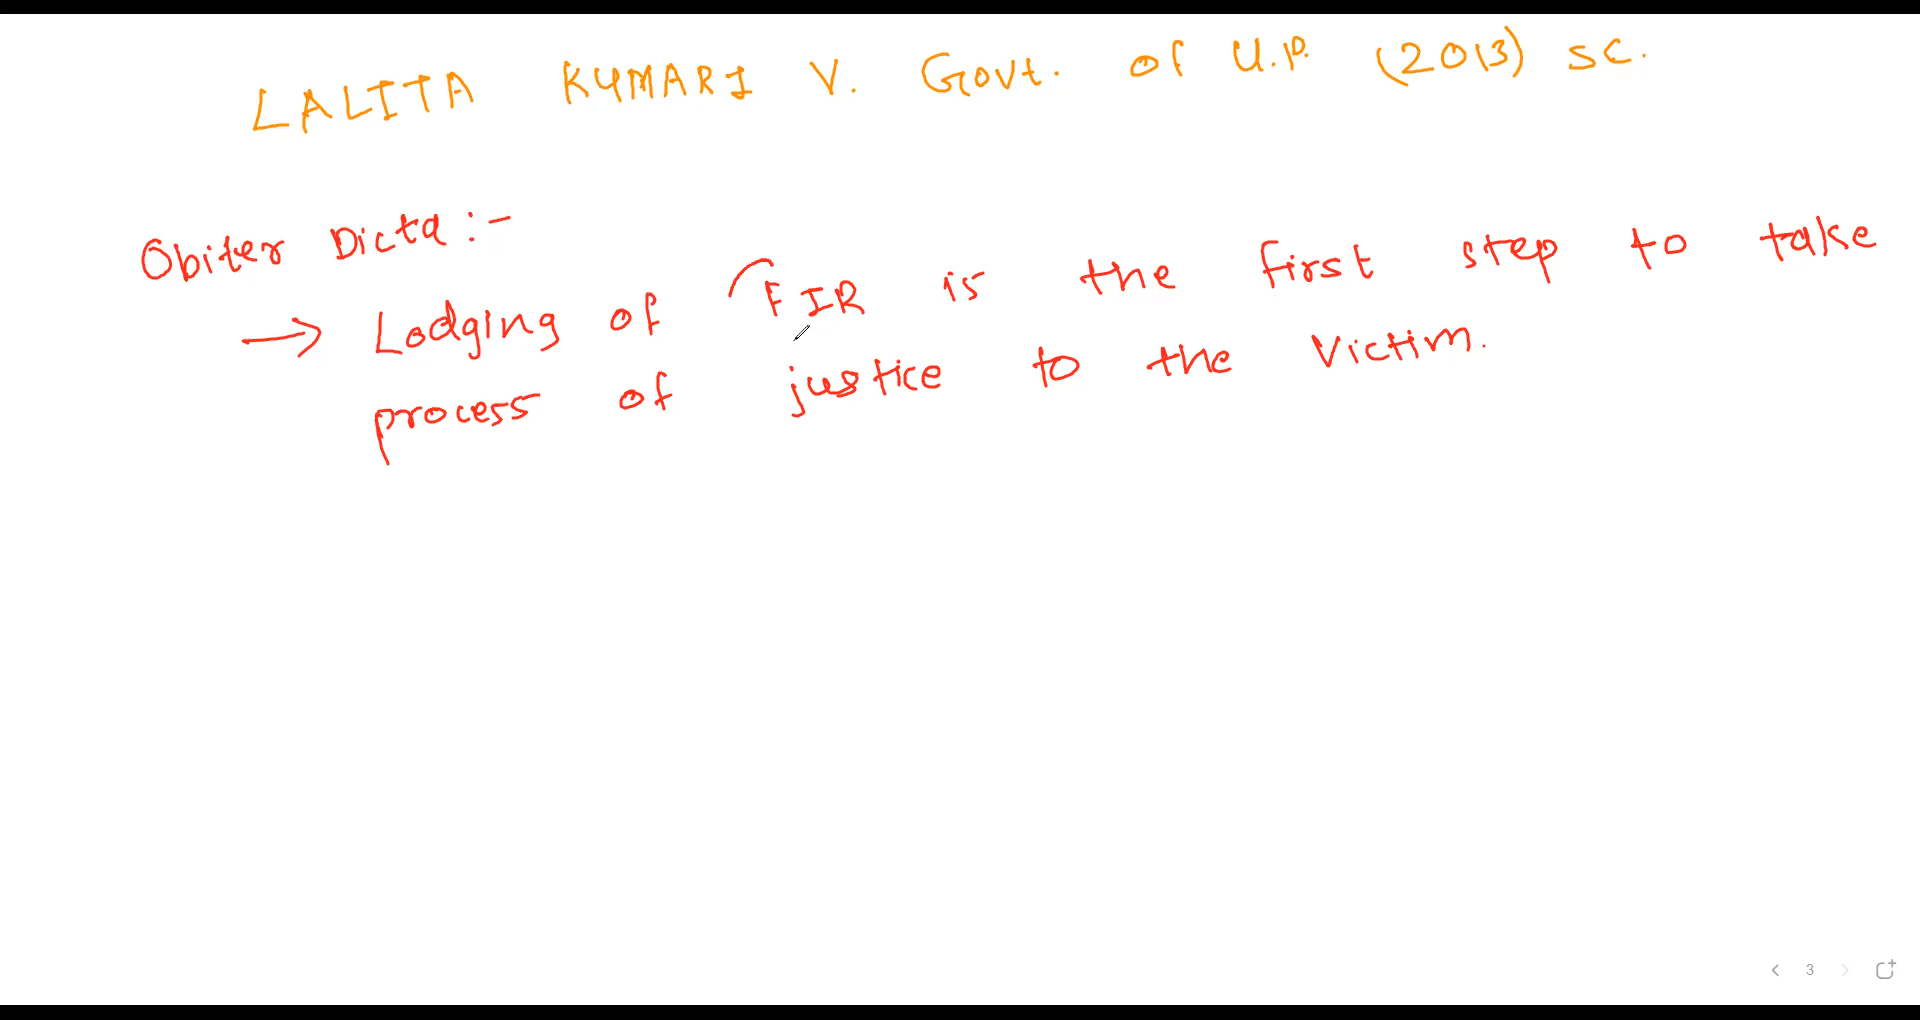 LALITA KUMARI V. Govt. of U.P. (2013) SC.
Obiter Dicta :-
→ Lodging of FIR is the first step to take
process of justice to the victim.
3